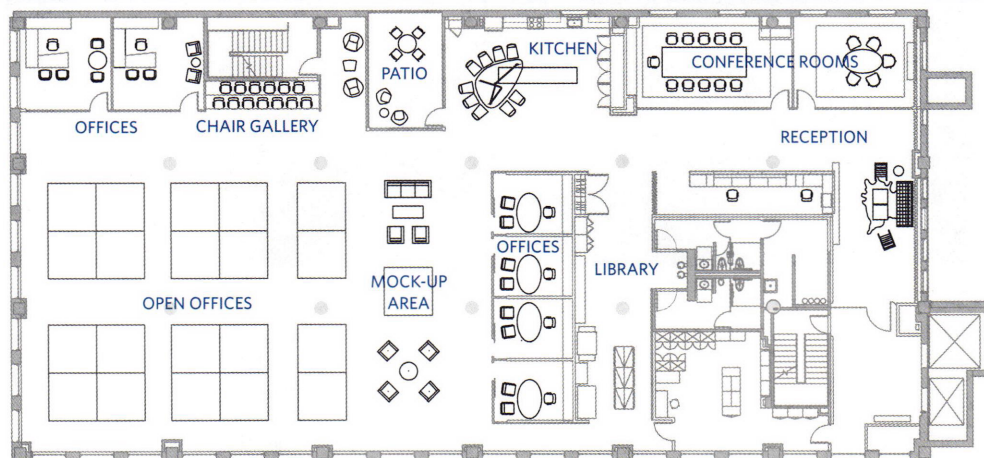 KITCHEN
PATIO
CONFERENCE ROOMS
OFFICES
CHAIR GALLERY
RECEPTION
OFFICES
LIBRARY
MOCK-UP
AREA
OPEN OFFICES